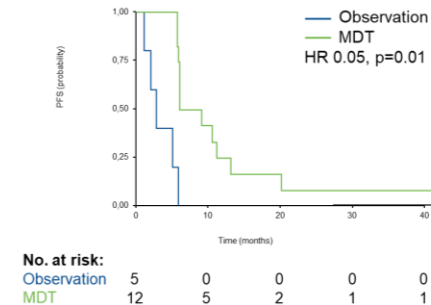 1,00
Observation
MDT
HR 0.05, p=0.01
0,75
PFS (probability)
0,50
0,25
0,00
0 10 20 30 40
Time (months)
No. at risk:
Observation 5 0 0 0 0
MDT 12 5 2 1 1